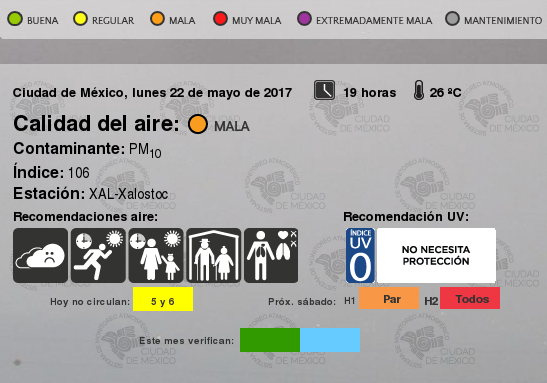 BUENA REGULAR MALA MUY MALA EXTREMADAMENTE MALA MANTENIMIENTO
Ciudad de México, lunes 22 de mayo de 2017 19 horas 26 ºC
Calidad del aire: MALA
Contaminante: PM10
Índice: 106
Estación: XAL-Xalostoc
Recomendaciones aire: Recomendación UV:
ÍNDICE
UV
0
NO NECESITA
PROTECCIÓN
Hoy no circulan: 5 y 6 Próx. sábado: H1 Par H2 Todos
Este mes verifican:
CIUDAD
DE MÉXICO